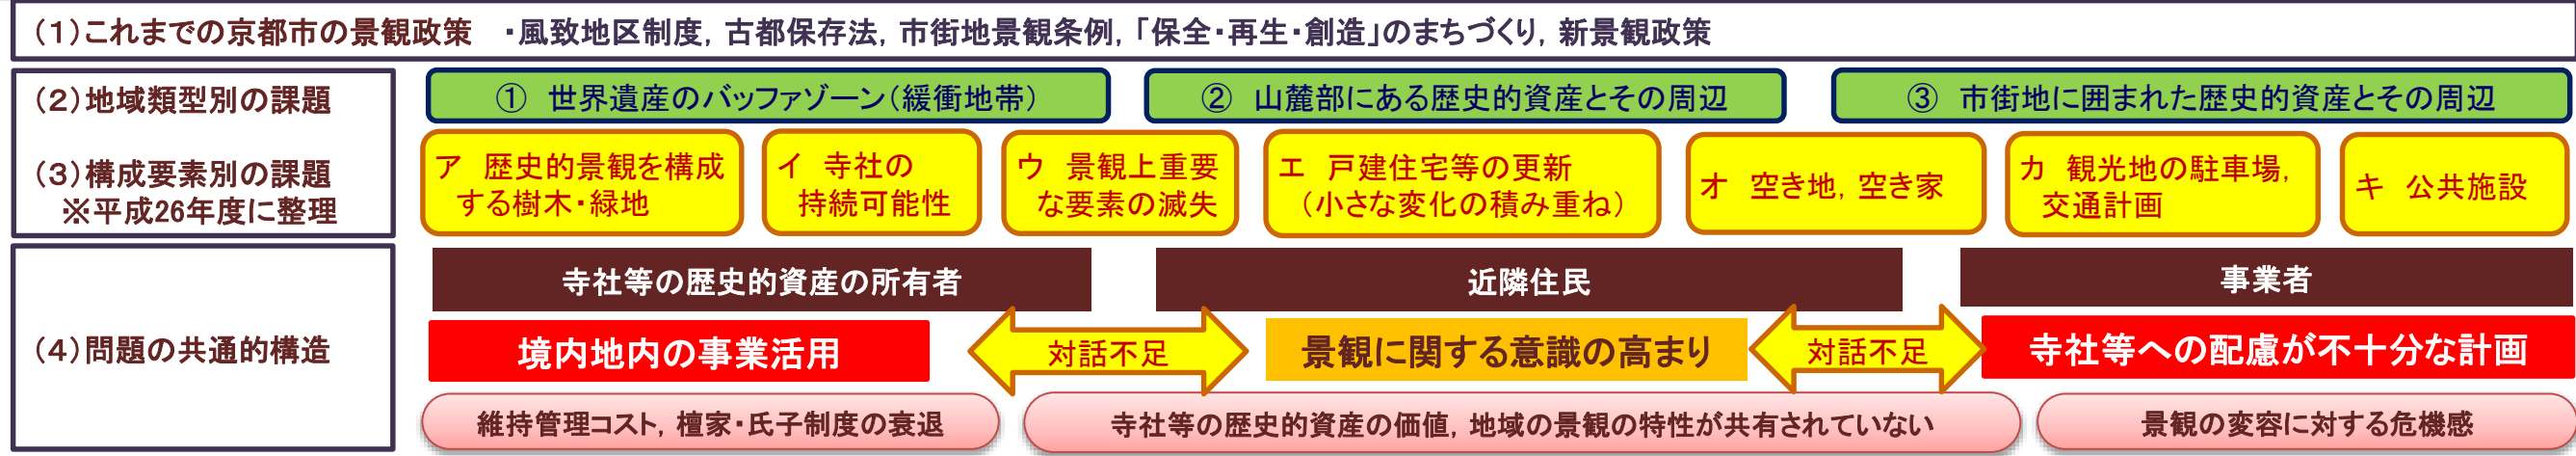 （１）これまでの京都市の景観政策　・風致地区制度，古都保存法，市街地景観条例，「保全・再生・創造」のまちづくり，新景観政策
（２）地域類型別の課題
①　世界遺産のバッファゾーン（緩衝地帯）
②　山麓部にある歴史的資産とその周辺
③　市街地に囲まれた歴史的資産とその周辺
（３）構成要素別の課題
※平成26年度に整理
ア　歴史的景観を構成
する樹木・緑地
イ　寺社の
持続可能性
ウ　景観上重要
な要素の滅失
エ　戸建住宅等の更新
（小さな変化の積み重ね）
オ　空き地，空き家
カ　観光地の駐車場，
交通計画
キ　公共施設
（４）問題の共通的構造
寺社等の歴史的資産の所有者
近隣住民
事業者
境内地内の事業活用
対話不足
景観に関する意識の高まり
対話不足
寺社等への配慮が不十分な計画
維持管理コスト，檀家・氏子制度の衰退
寺社等の歴史的資産の価値，地域の景観の特性が共有されていない
景観の変容に対する危機感